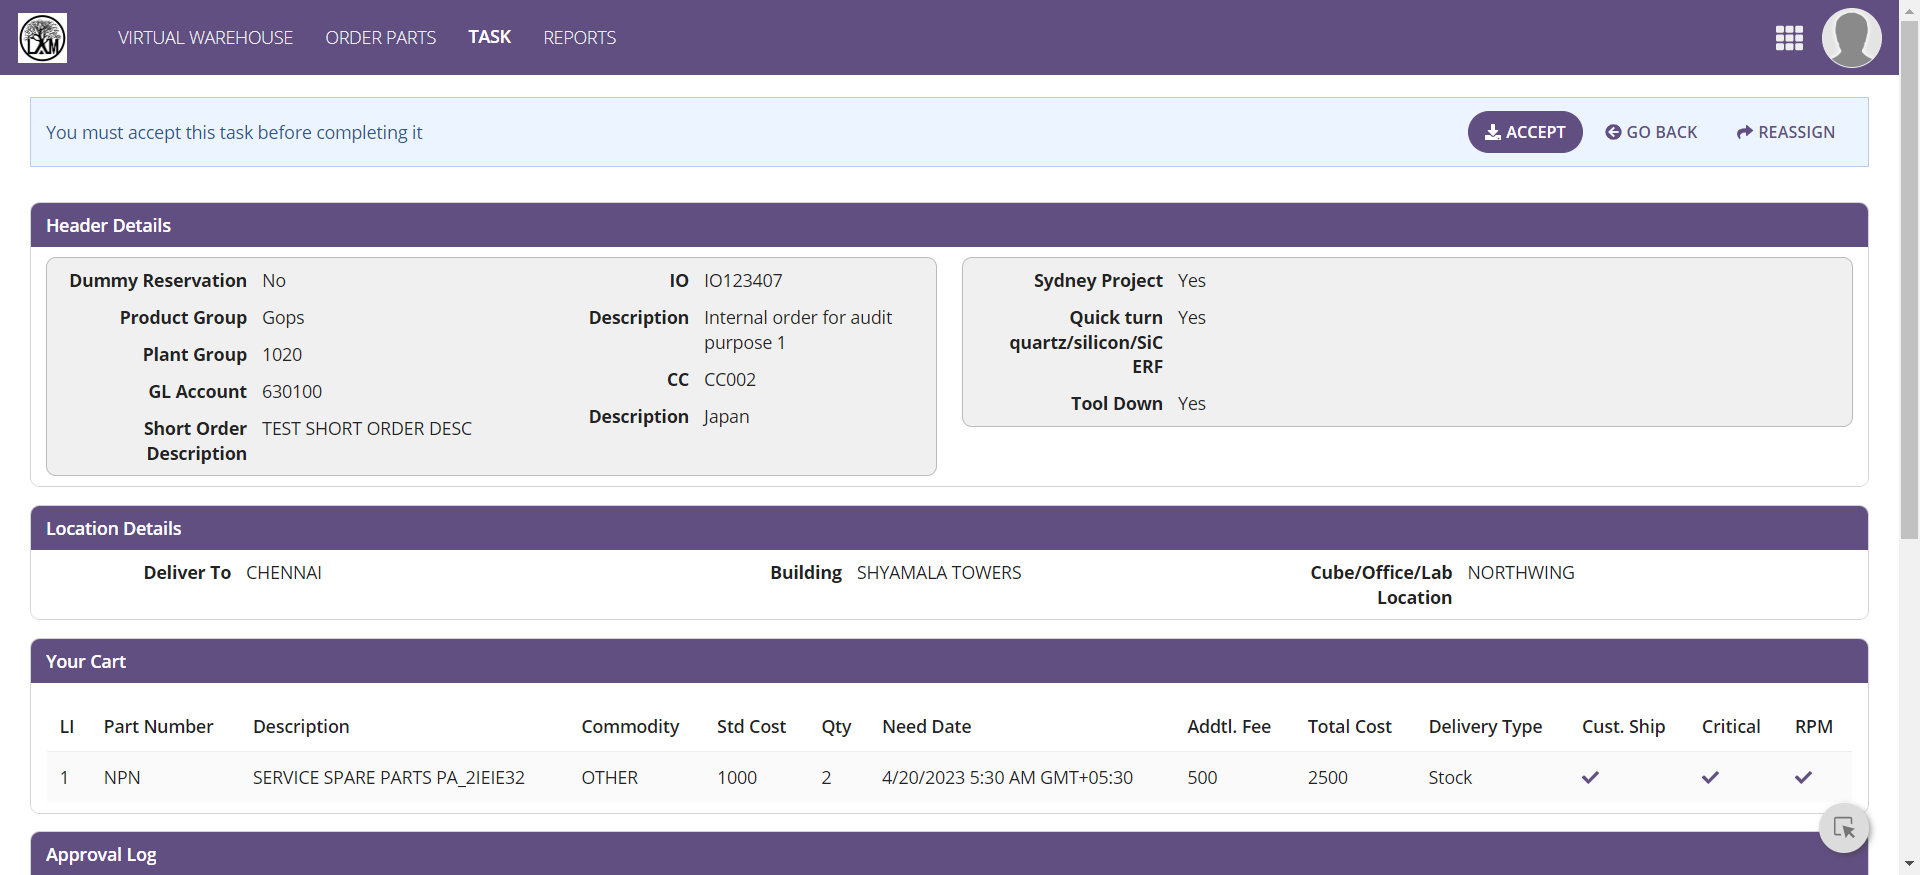 LXM
VIRTUAL WAREHOUSE ORDER PARTS TASK REPORTS
You must accept this task before completing it
ACCEPT GO BACK REASSIGN
Header Details
Dummy Reservation No
Product Group Gops
Plant Group 1020
GL Account 630100
Short Order TEST SHORT ORDER DESC
Description
IO IO123407
Description Internal order for audit
purpose 1
CC CC002
Description Japan
Sydney Project Yes
Quick turn Yes
quartz/silicon/SiC
ERF
Tool Down Yes
Location Details
Deliver To CHENNAI
Building SHYAMALA TOWERS
Cube/Office/Lab NORTHWING
Location
Your Cart
LI Part Number Description Commodity Std Cost Qty Need Date Addtl. Fee Total Cost Delivery Type Cust. Ship Critical RPM
1 NPN SERVICE SPARE PARTS PA_2IEIE32 OTHER 1000 2 4/20/2023 5:30 AM GMT+05:30 500 2500 Stock
Approval Log